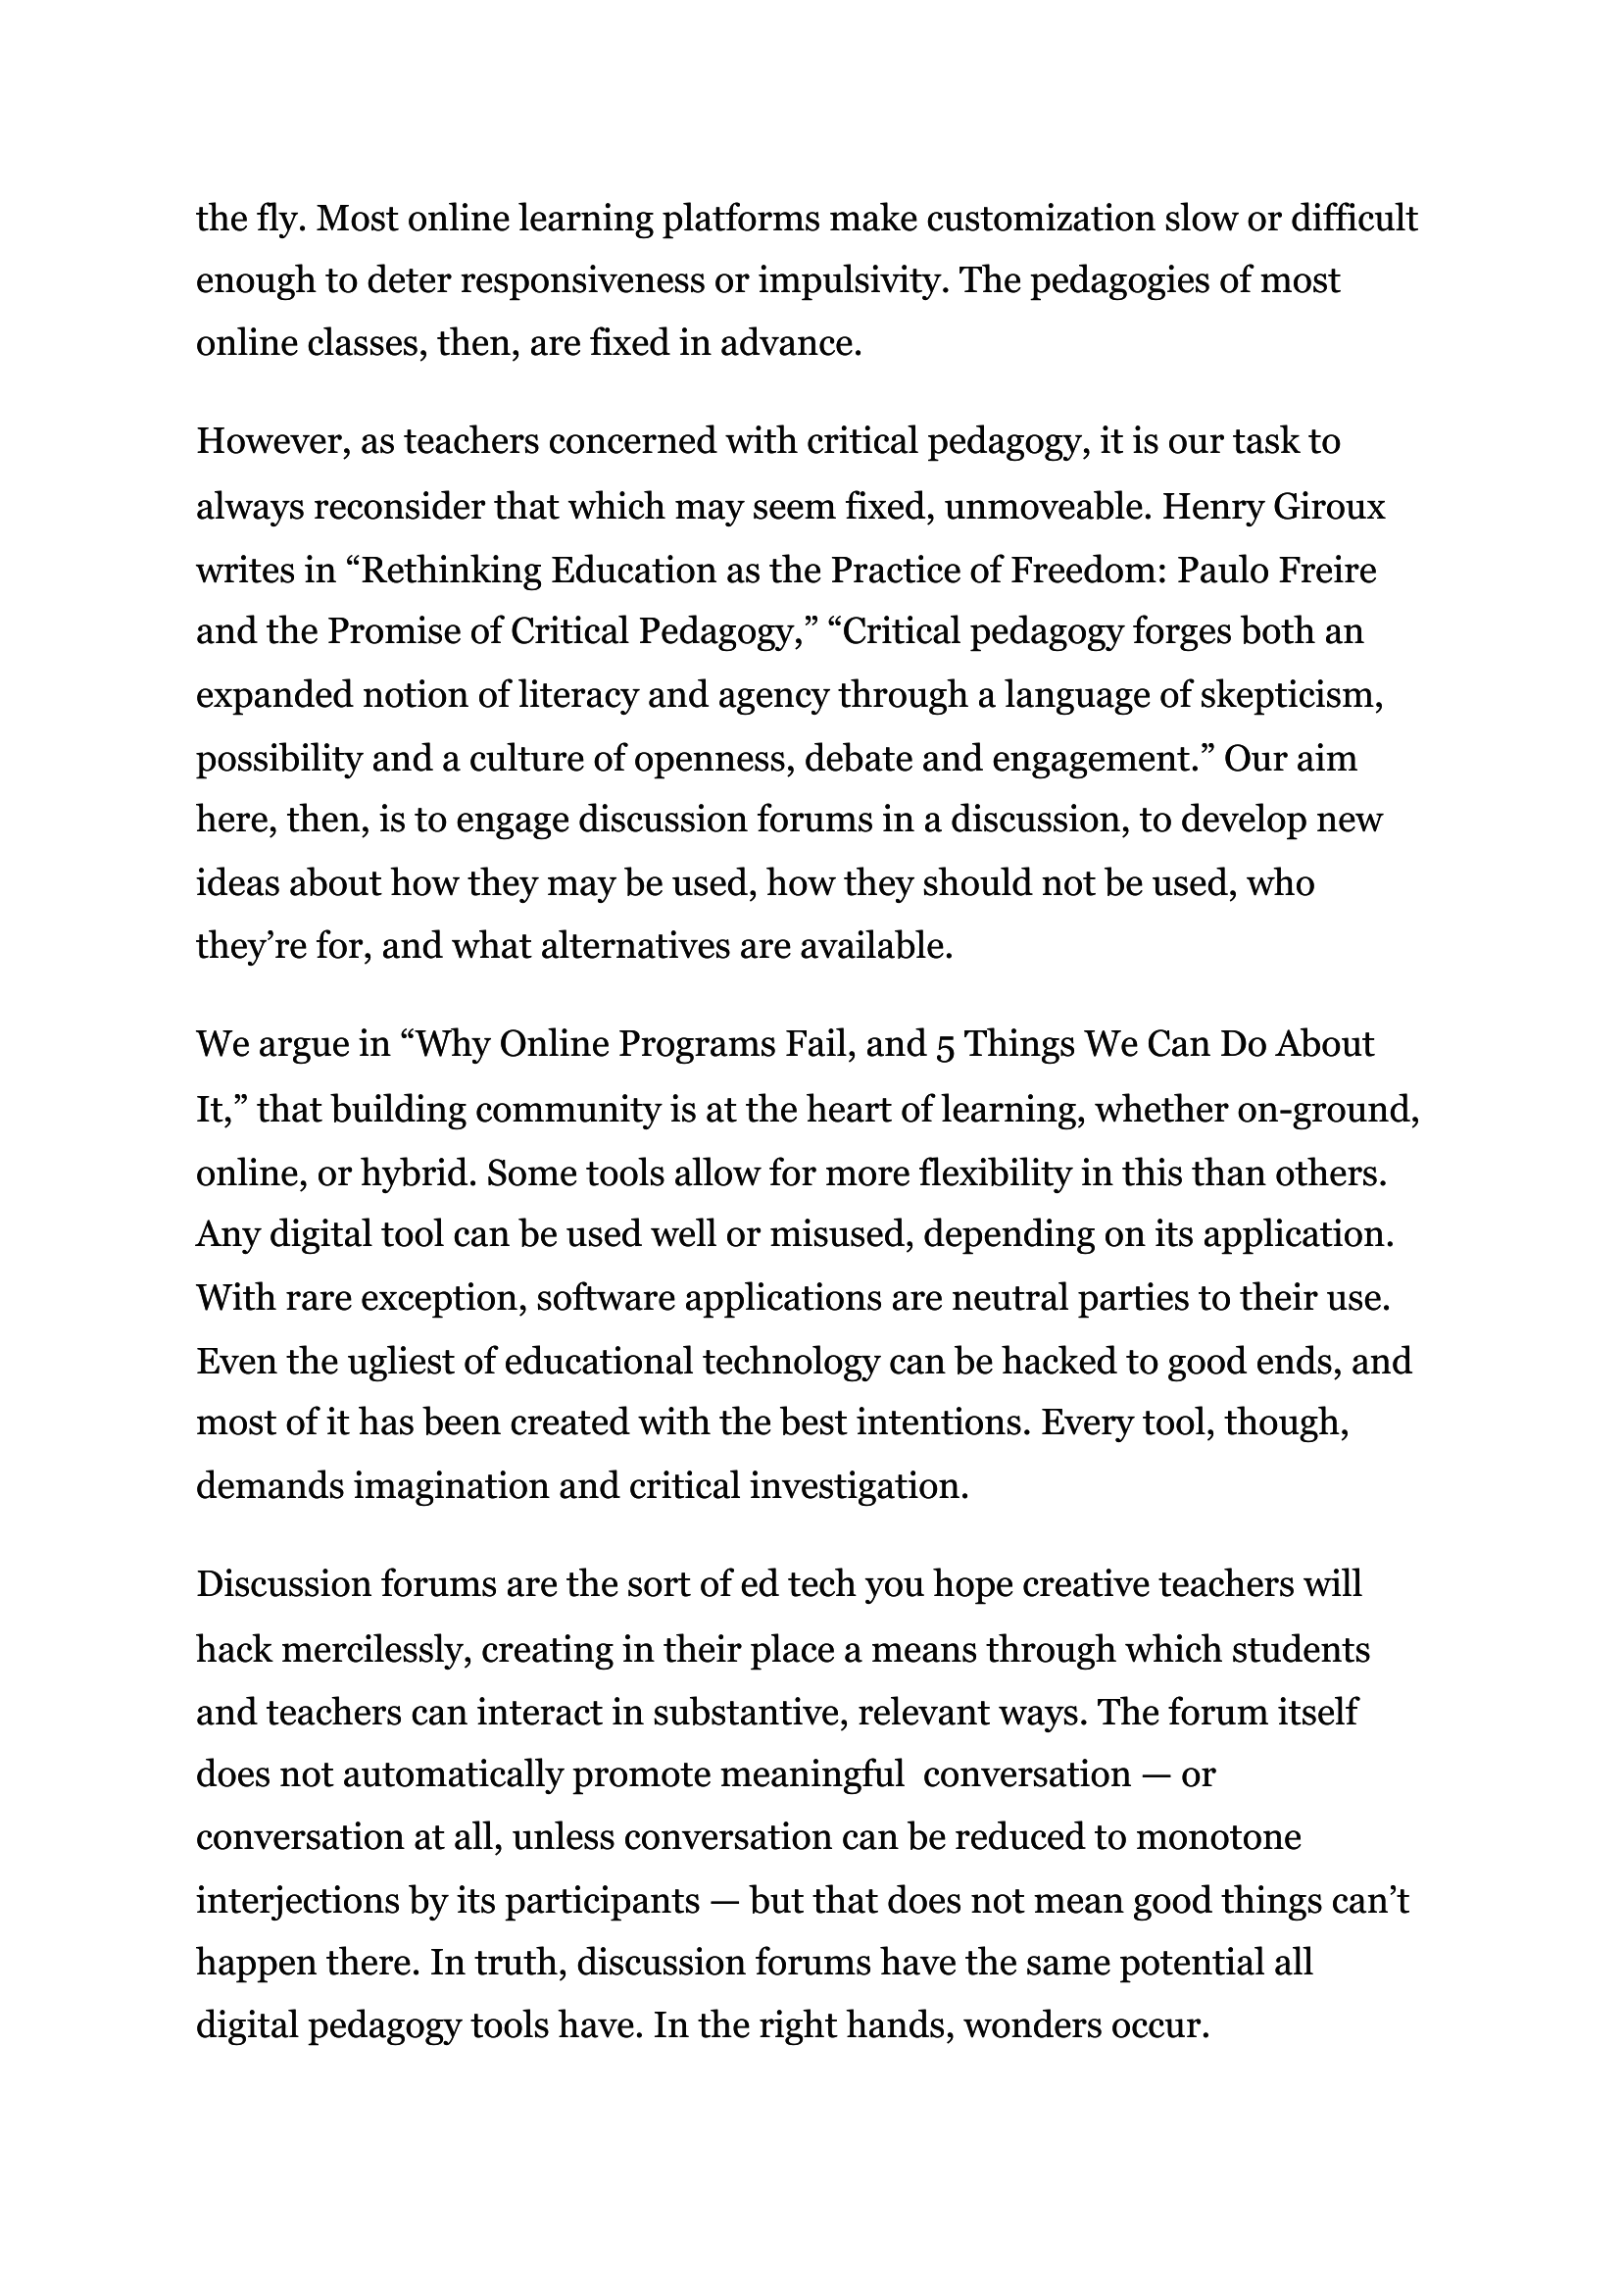 the fly. Most online learning platforms make customization slow or difficult
enough to deter responsiveness or impulsivity. The pedagogies of most
online classes, then, are fixed in advance.
However, as teachers concerned with critical pedagogy, it is our task to
always reconsider that which may seem fixed, unmoveable. Henry Giroux
writes in “Rethinking Education as the Practice of Freedom: Paulo Freire
and the Promise of Critical Pedagogy,” “Critical pedagogy forges both an
expanded notion of literacy and agency through a language of skepticism,
possibility and a culture of openness, debate and engagement.” Our aim
here, then, is to engage discussion forums in a discussion, to develop new
ideas about how they may be used, how they should not be used, who
they’re for, and what alternatives are available.
We argue in “Why Online Programs Fail, and 5 Things We Can Do About
It,” that building community is at the heart of learning, whether on-ground,
online, or hybrid. Some tools allow for more flexibility in this than others.
Any digital tool can be used well or misused, depending on its application.
With rare exception, software applications are neutral parties to their use.
Even the ugliest of educational technology can be hacked to good ends, and
most of it has been created with the best intentions. Every tool, though,
demands imagination and critical investigation.
Discussion forums are the sort of ed tech you hope creative teachers will
hack mercilessly, creating in their place a means through which students
and teachers can interact in substantive, relevant ways. The forum itself
does not automatically promote meaningful  conversation — or
conversation at all, unless conversation can be reduced to monotone
interjections by its participants — but that does not mean good things can’t
happen there. In truth, discussion forums have the same potential all
digital pedagogy tools have. In the right hands, wonders occur.